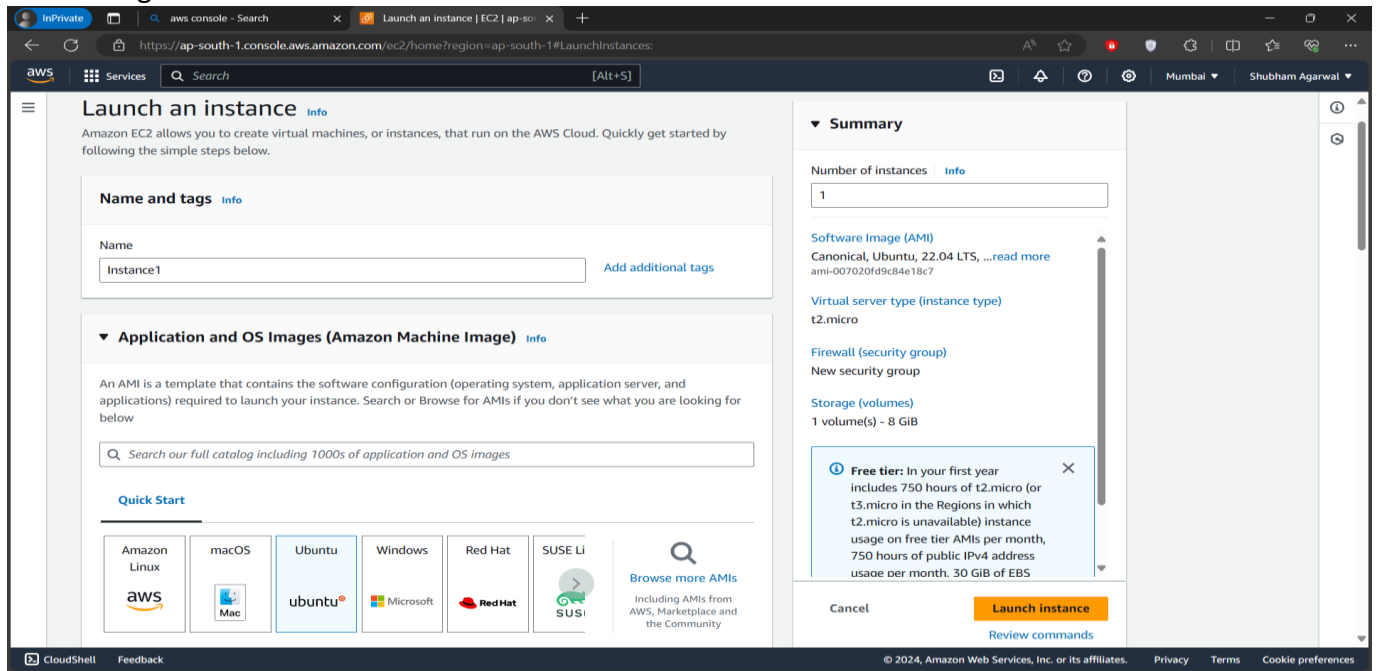 InPrivate
aws console - Search
Launch an instance | EC2 | ap-so
https://ap-south-1.console.aws.amazon.com/ec2/home?region=ap-south-1#LaunchInstances:
aws
Services
Search
[Alt+S]
Mumbai
Shubham Agarwal
Launch an instance Info
Amazon EC2 allows you to create virtual machines, or instances, that run on the AWS Cloud. Quickly get started by
following the simple steps below.
Name and tags Info
Name
Instance1
Add additional tags
Application and OS Images (Amazon Machine Image) Info
An AMI is a template that contains the software configuration (operating system, application server, and
applications) required to launch your instance. Search or Browse for AMIs if you don't see what you are looking for
below
Search our full catalog including 1000s of application and OS images
Quick Start
Amazon
Linux
aws
macOS
Mac
Ubuntu
ubuntu
Windows
Microsoft
Red Hat
Red Hat
SUSE Li
SUS
Browse more AMIs
Including AMIs from
AWS, Marketplace and
the Community
Summary
Number of instances Info
1
Software Image (AMI)
Canonical, Ubuntu, 22.04 LTS, ...read more
ami-007020fd9c84e18c7
Virtual server type (instance type)
t2.micro
Firewall (security group)
New security group
Storage (volumes)
1 volume(s) - 8 GiB
Free tier: In your first year
includes 750 hours of t2.micro (or
t3.micro in the Regions in which
t2.micro is unavailable) instance
usage on free tier AMIs per month,
750 hours of public IPv4 address
usage per month, 30 GiB of EBS
Cancel
Launch instance
Review commands
CloudShell
Feedback
© 2024, Amazon Web Services, Inc. or its affiliates.
Privacy
Terms
Cookie preferences